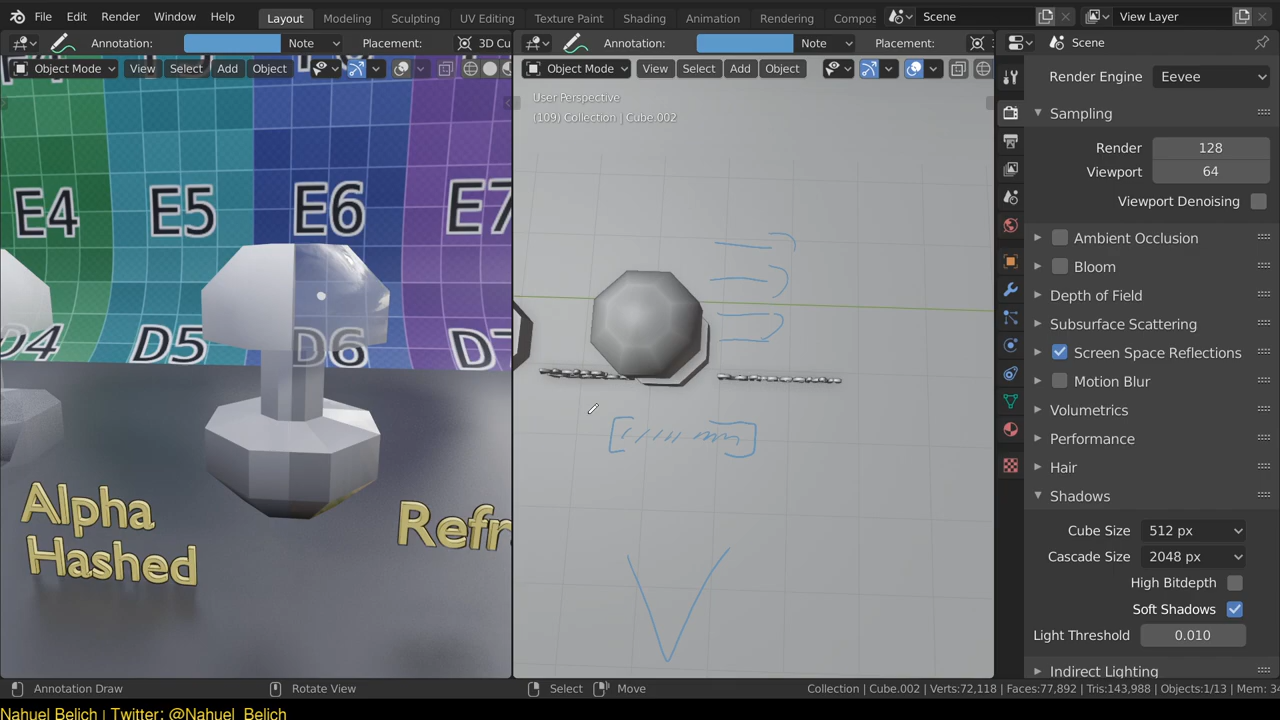 File Edit Render Window Help Layout Modeling Sculpting UV Editing Texture Paint Shading Animation Rendering Compos Scene View Layer
Annotation: Note Placement: 3D Cu
Annotation: Note Placement:
Scene
Object Mode View Select Add Object
Object Mode View Select Add Object
User Perspective
(109) Collection | Cube.002
Render Engine Eevee
Sampling
Render 128
Viewport 64
Viewport Denoising
Ambient Occlusion
Bloom
Depth of Field
Subsurface Scattering
Screen Space Reflections
Motion Blur
Volumetrics
Performance
Hair
Shadows
Cube Size 512 px
Cascade Size 2048 px
High Bitdepth
Soft Shadows
Light Threshold 0.010
Indirect Lighting
E4 E5 E6 E7
D4 D5 D6 D7
Alpha
Hashed
Refr
Annotation Draw Rotate View Select Move Collection | Cube.002 | Verts:72,118 | Faces:77,892 | Tris:143,988 | Objects:1/13 | Mem: 34
Nahuel Belich | Twitter: @Nahuel_Belich